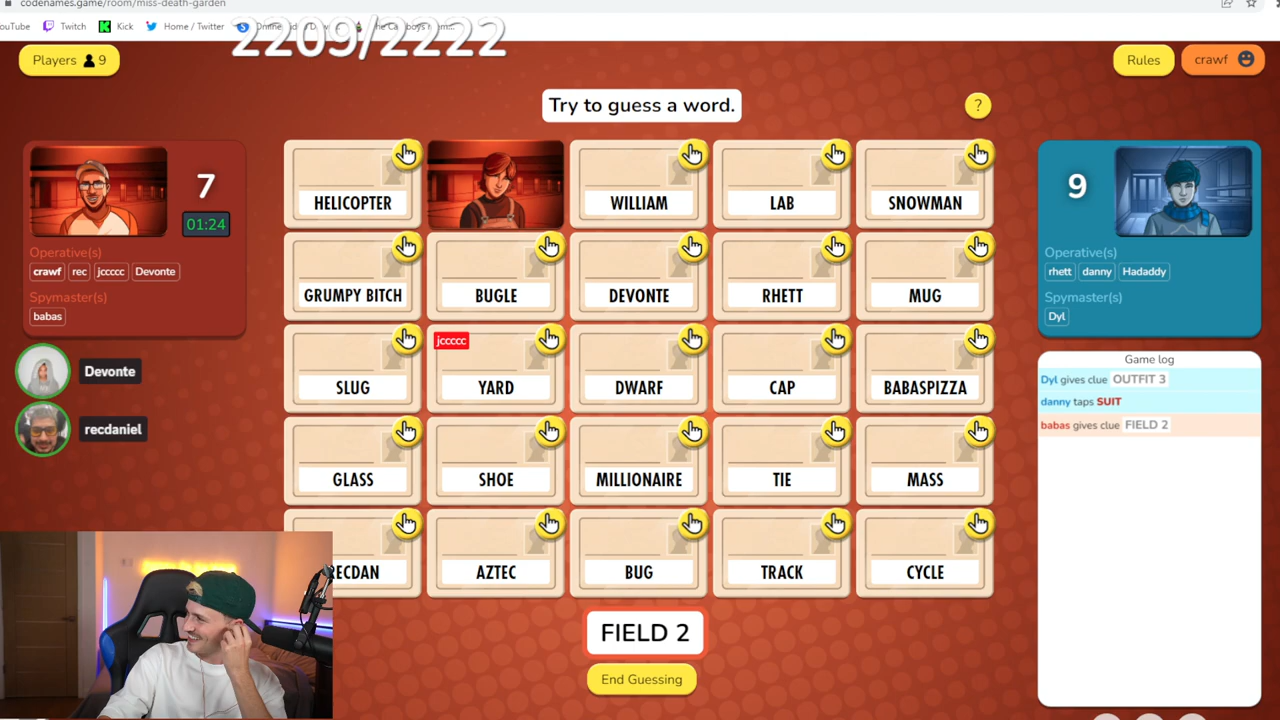 codenames.game/room/miss-death-garden
ouTube Twitch Kick Home / Twitter
2209/2222
Players 9
Rules
crawf
Try to guess a word.
?
7
01:24
Operative(s)
crawf rec jccccc Devonte
Spymaster(s)
babas
Devonte
recdaniel
HELICOPTER
WILLIAM
LAB
SNOWMAN
GRUMPY BITCH
BUGLE
DEVONTE
RHETT
MUG
SLUG
jccccc
YARD
DWARF
CAP
BABASPIZZA
GLASS
SHOE
MILLIONAIRE
TIE
MASS
RECDAN
AZTEC
BUG
TRACK
CYCLE
FIELD 2
End Guessing
9
Operative(s)
rhett danny Hadaddy
Spymaster(s)
Dyl
Game log
Dyl gives clue OUTFIT 3
danny taps SUIT
babas gives clue FIELD 2